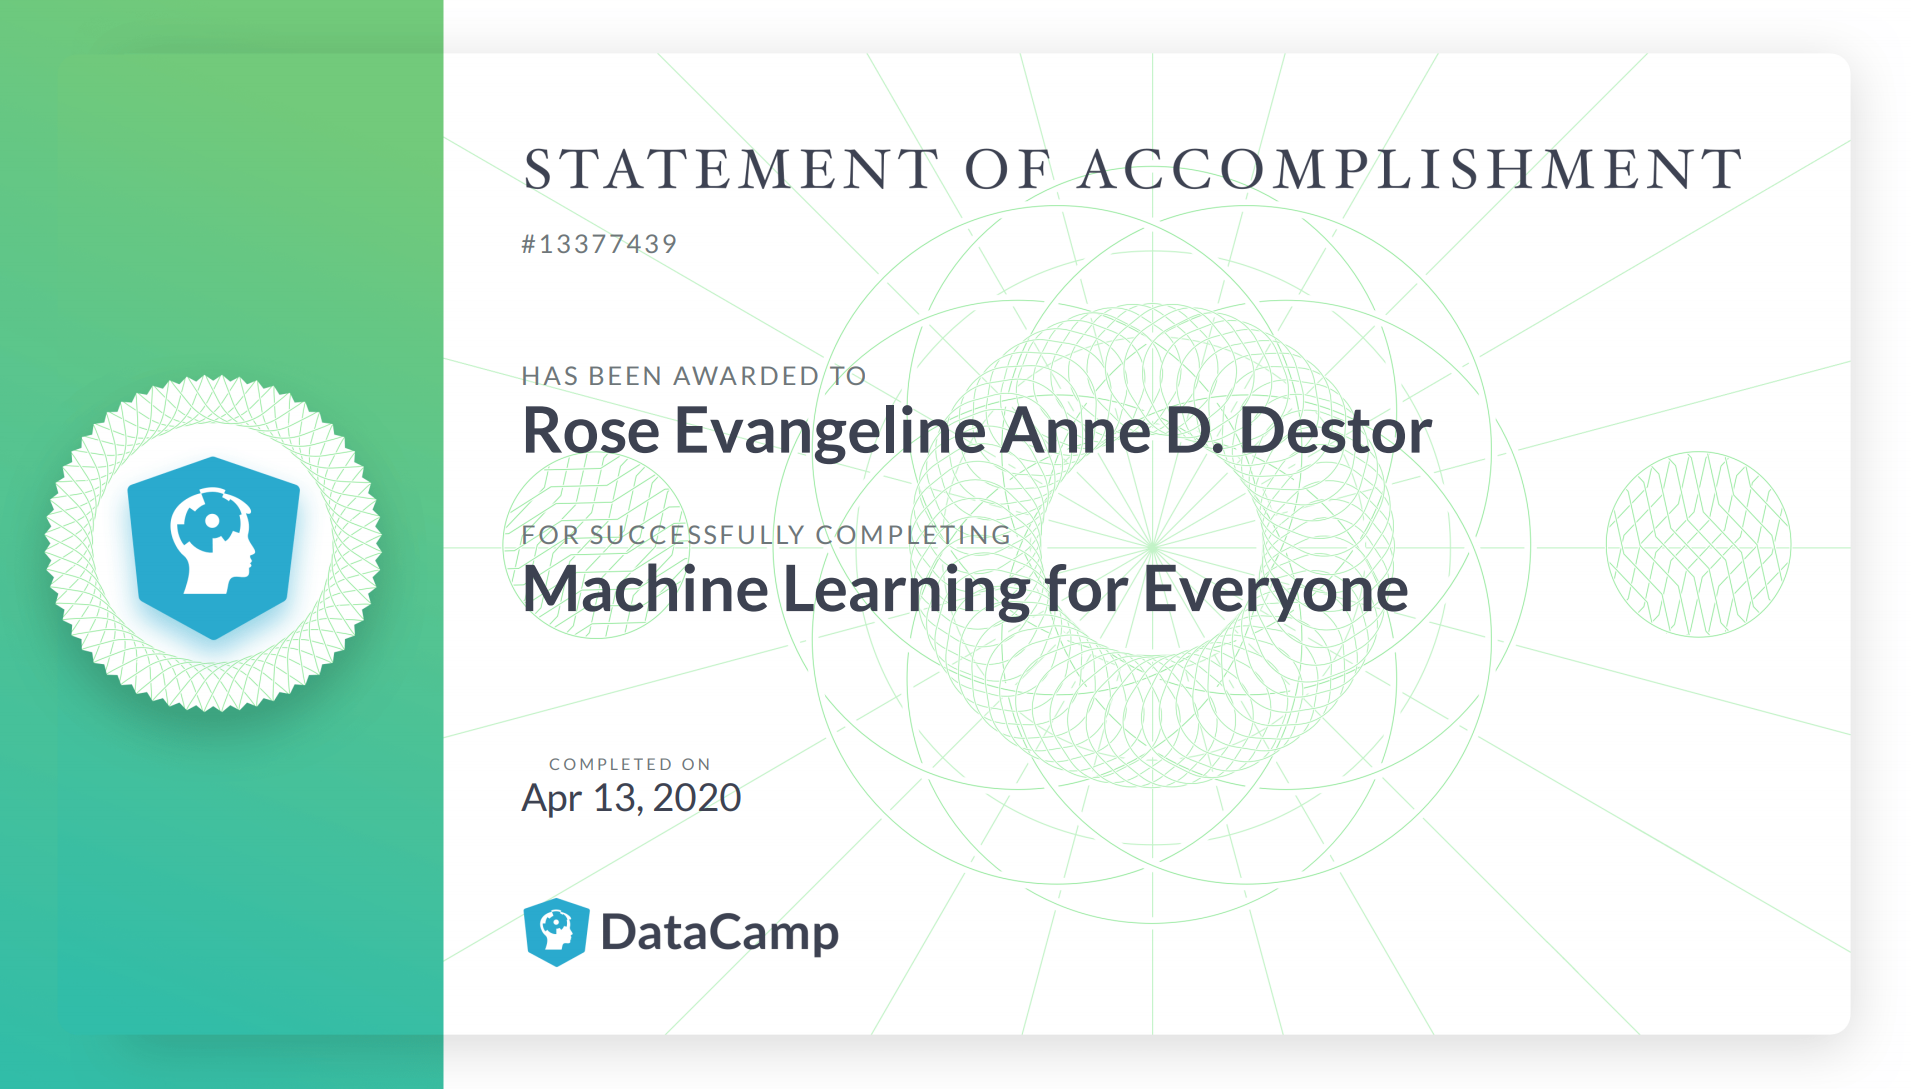 STATEMENT OF ACCOMPLISHMENT
#13377439
HAS BEEN AWARDED TO
Rose Evangeline Anne D. Destor
FOR SUCCESSFULLY COMPLETING
Machine Learning for Everyone
COMPLETED ON
Apr 13, 2020
DataCamp